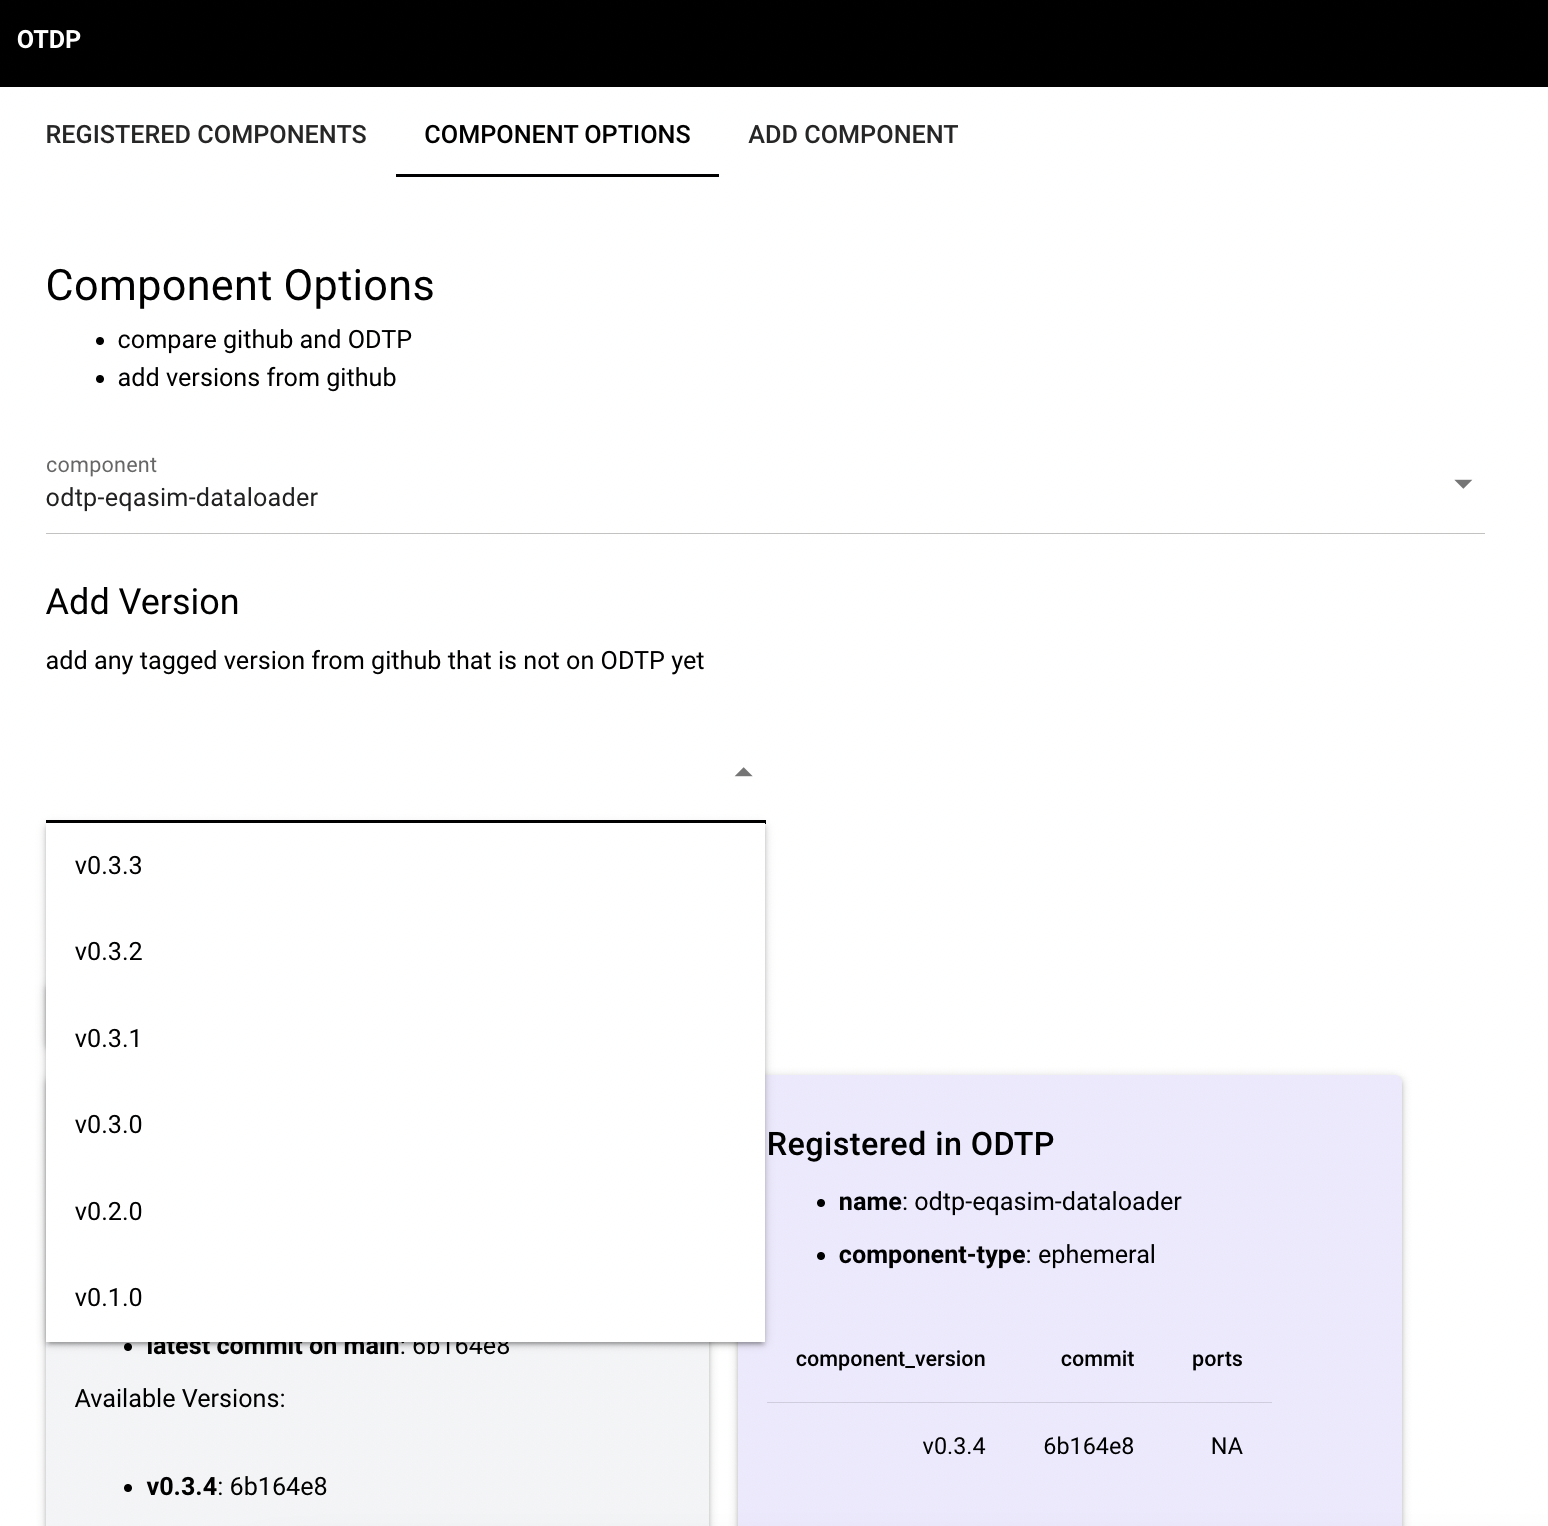 OTDP
REGISTERED COMPONENTS COMPONENT OPTIONS ADD COMPONENT
Component Options
compare github and ODTP
add versions from github
component
odtp-eqasim-dataloader
Add Version
add any tagged version from github that is not on ODTP yet
v0.3.3
v0.3.2
v0.3.1
v0.3.0
v0.2.0
v0.1.0
latest commit on main: 6b164e8
Available Versions:
v0.3.4: 6b164e8
Registered in ODTP
name: odtp-eqasim-dataloader
component-type: ephemeral
component_version commit ports
v0.3.4 6b164e8 NA